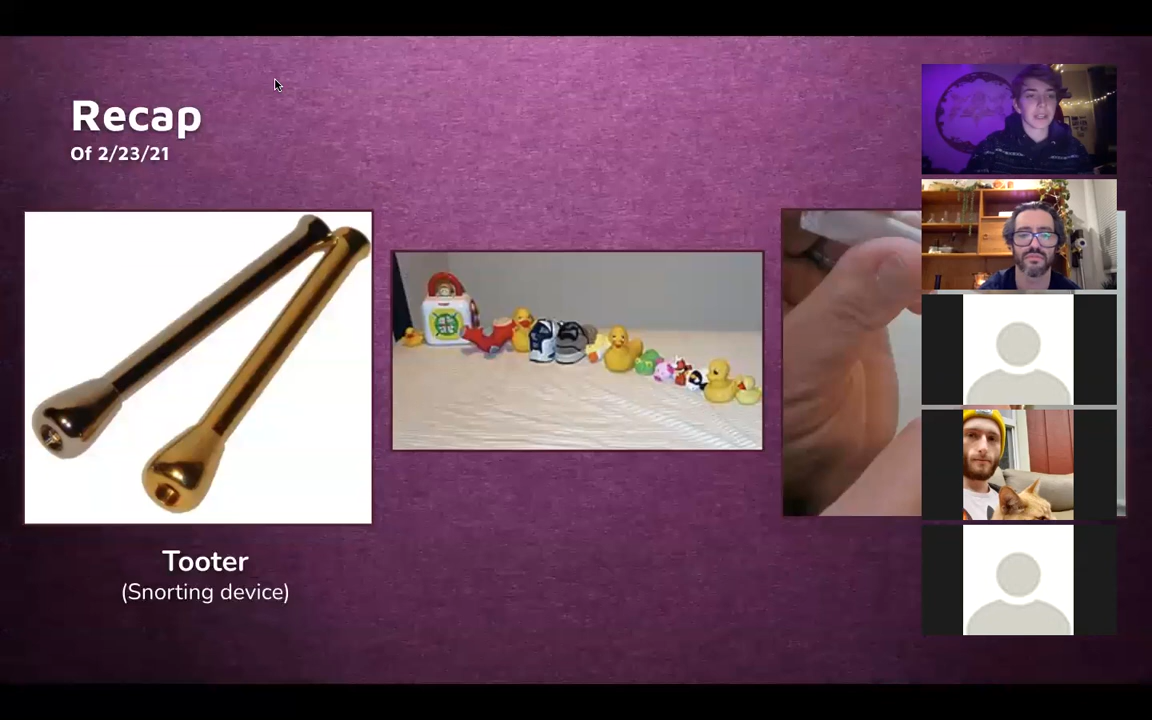 Recap
Of 2/23/21
Tooter
(Snorting device)